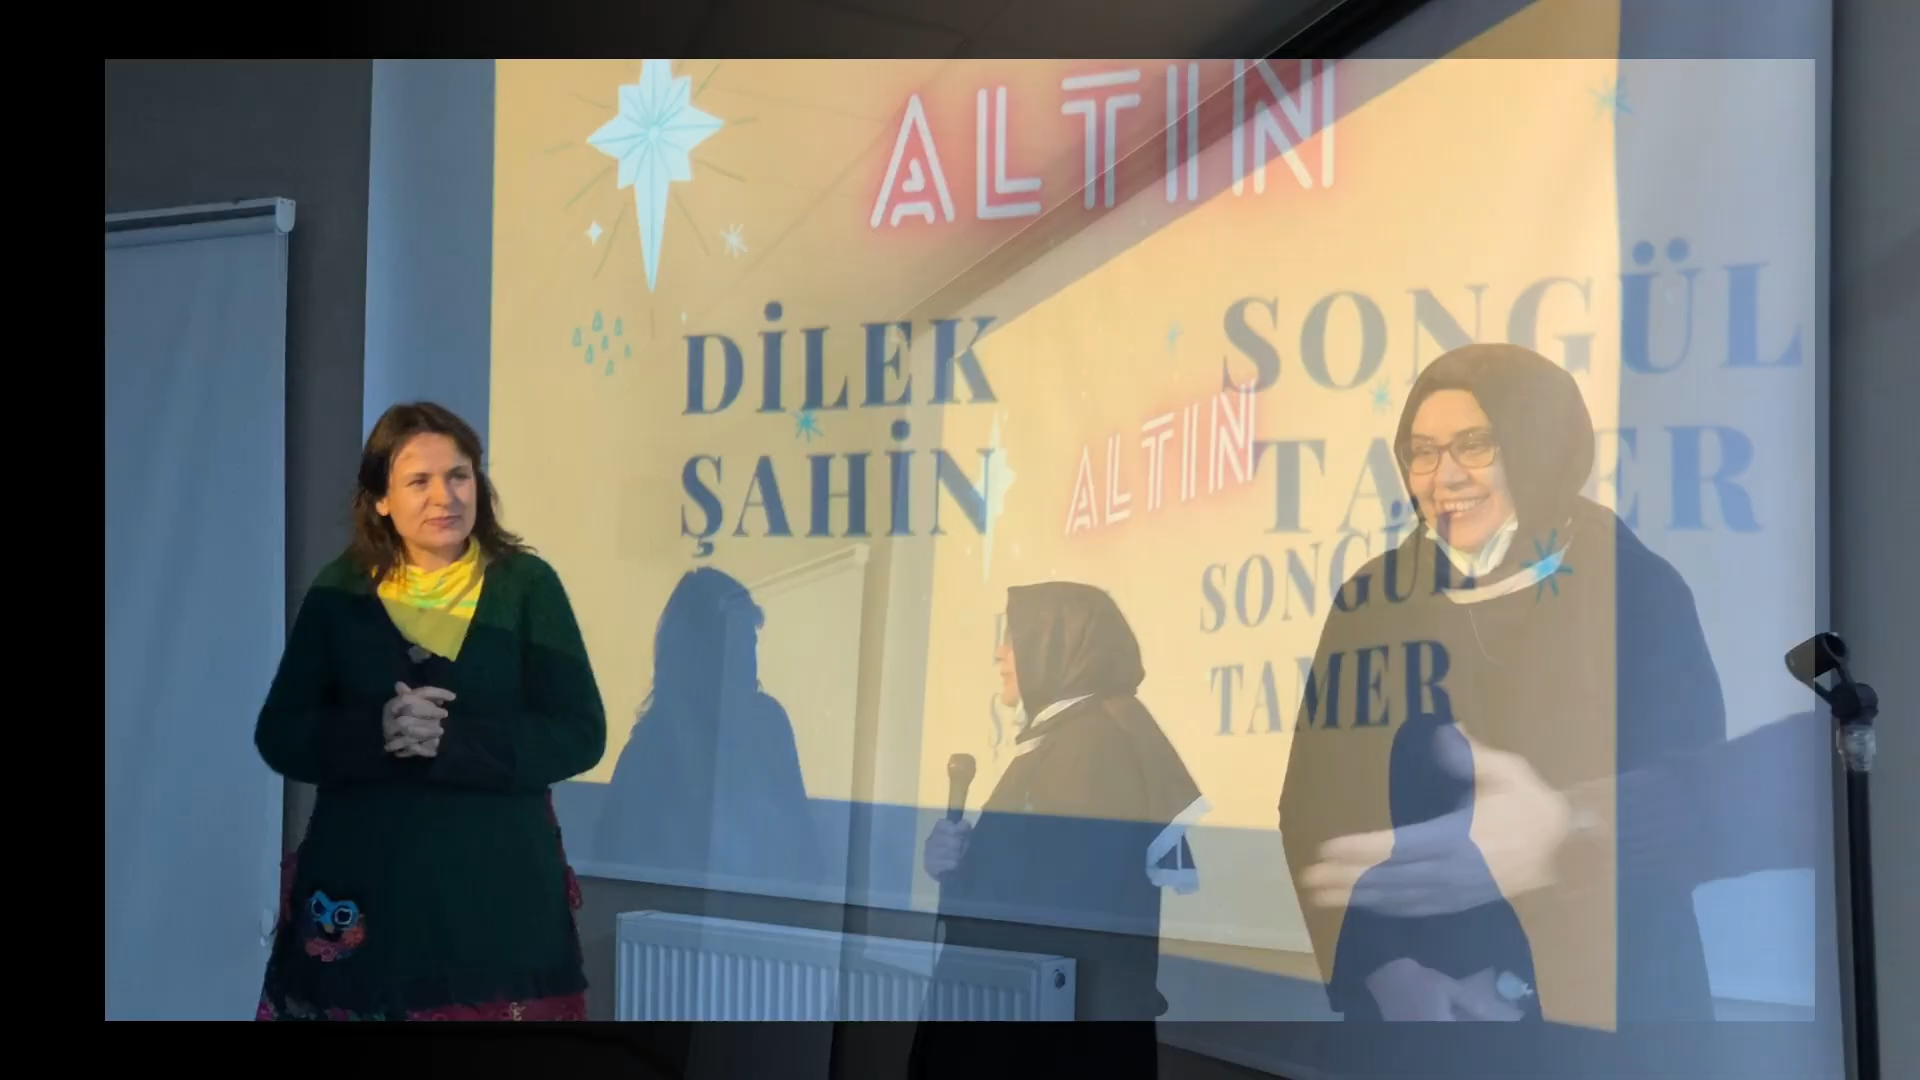 ALTIN
DİLEK
ŞAHİN
SONGÜL
TAMER
ALTIN
SONGÜL
TAMER